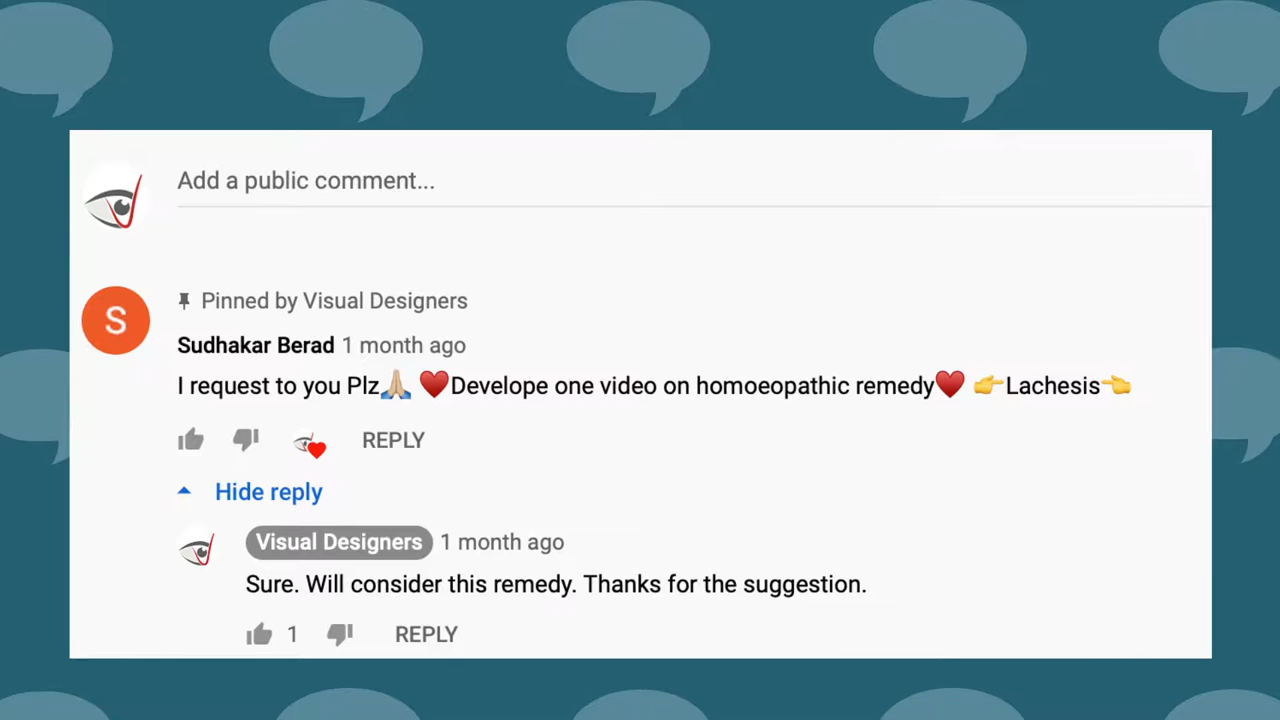 Add a public comment...
Pinned by Visual Designers
S
Sudhakar Berad 1 month ago
I request to you Plz🙏🏼 ♥️Develope one video on homoeopathic remedy♥️ 👉Lachesis👈
REPLY
Hide reply
Visual Designers 1 month ago
Sure. Will consider this remedy. Thanks for the suggestion.
1 REPLY